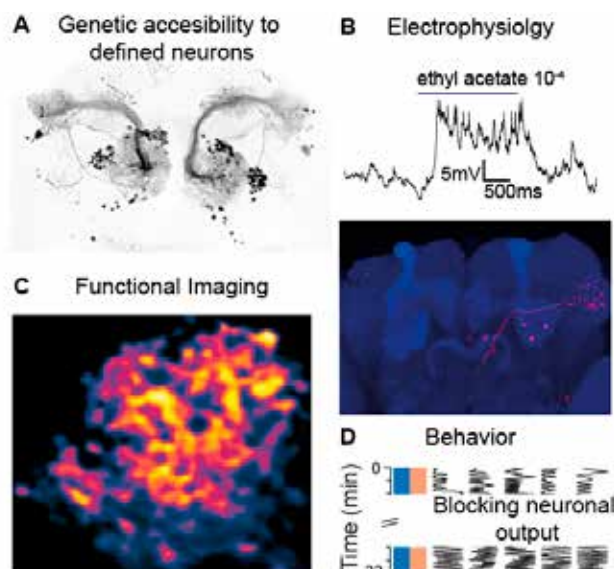 A Genetic accesibility to
defined neurons
B Electrophysiolgy
ethyl acetate 10⁻⁴
5mV
500ms
C Functional Imaging
D Behavior
0
Time (min)
Blocking neuronal
output